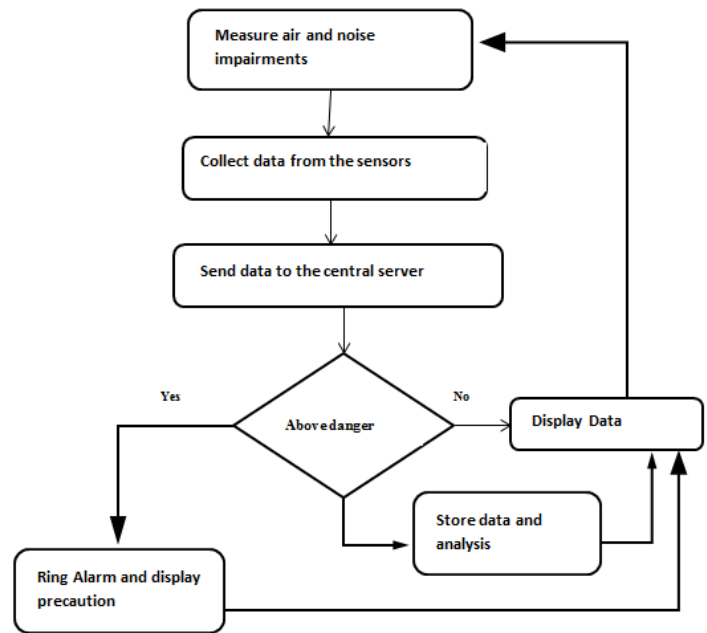 Measure air and noise
impairments
Collect data from the sensors
Send data to the central server
Yes
No
Above danger
Display Data
Store data and
analysis
Ring Alarm and display
precaution